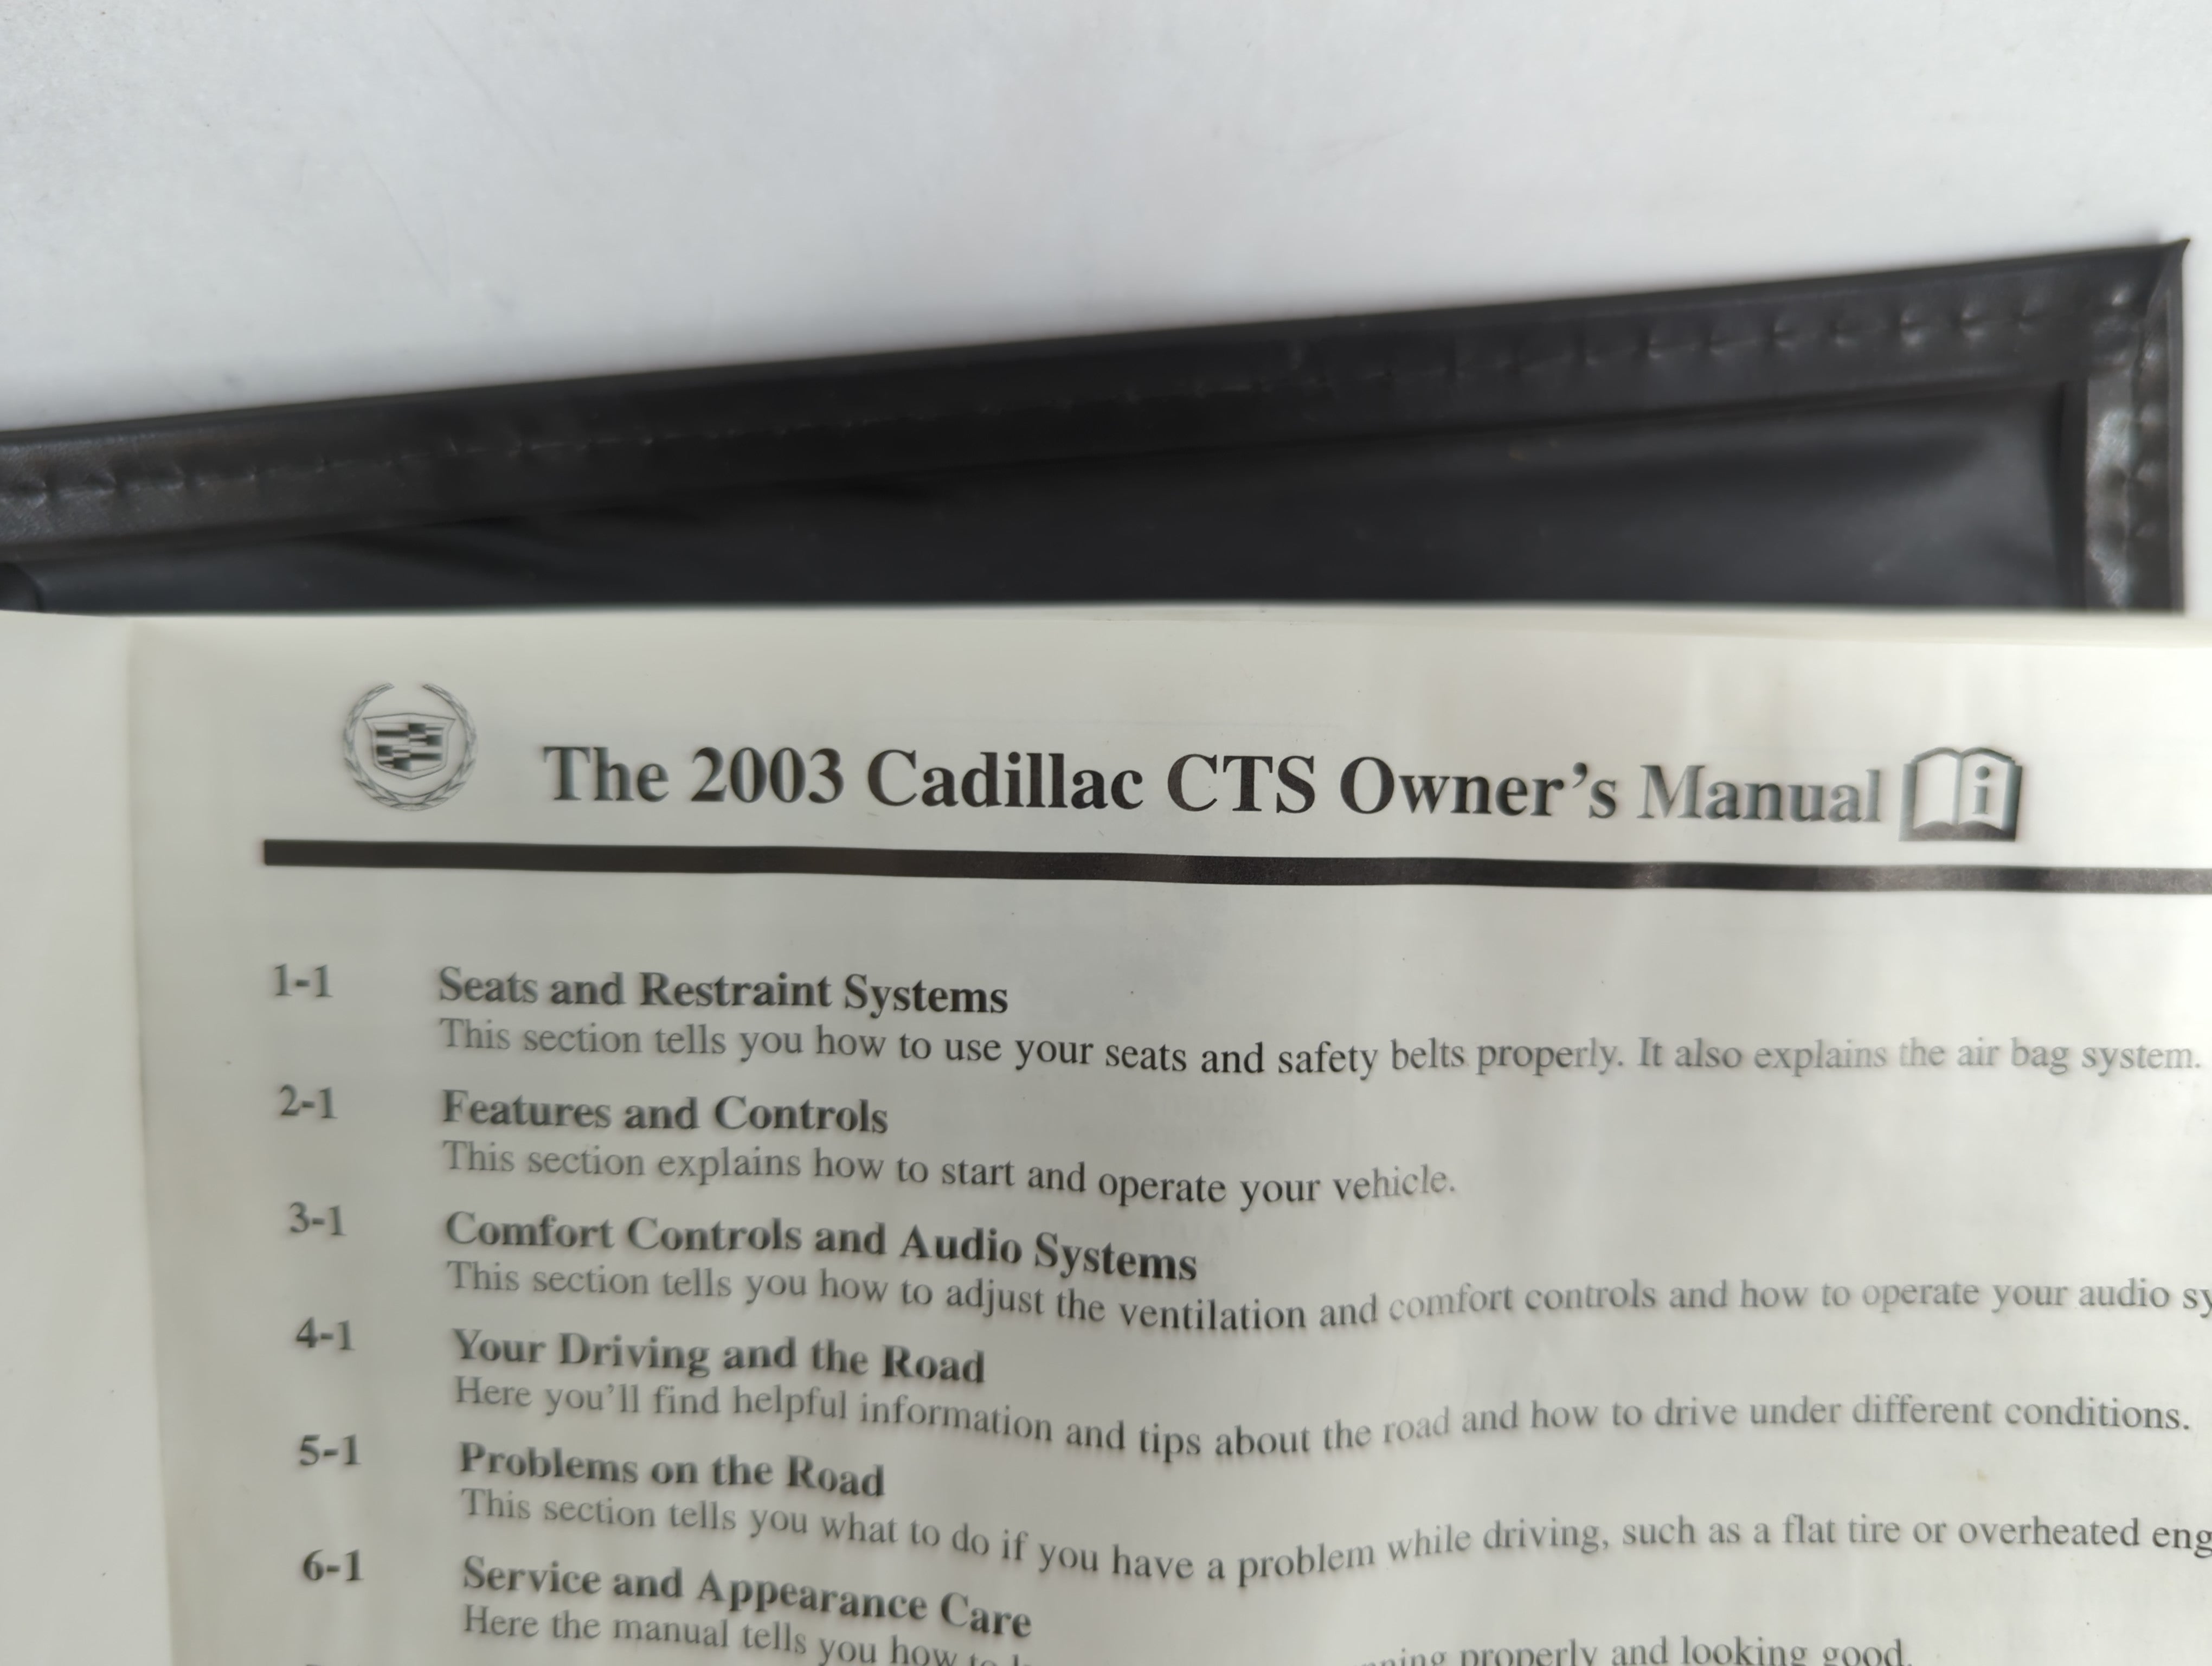 The 2003 Cadillac CTS Owner's Manual i
1-1 Seats and Restraint Systems
This section tells you how to use your seats and safety belts properly. It also explains the air bag system.
2-1 Features and Controls
This section explains how to start and operate your vehicle.
3-1 Comfort Controls and Audio Systems
This section tells you how to adjust the ventilation and comfort controls and how to operate your audio sy
4-1 Your Driving and the Road
Here you'll find helpful information and tips about the road and how to drive under different conditions.
5-1 Problems on the Road
This section tells you what to do if you have a problem while driving, such as a flat tire or overheated eng
6-1 Service and Appearance Care
Here the manual tells you how to properly and looking good.